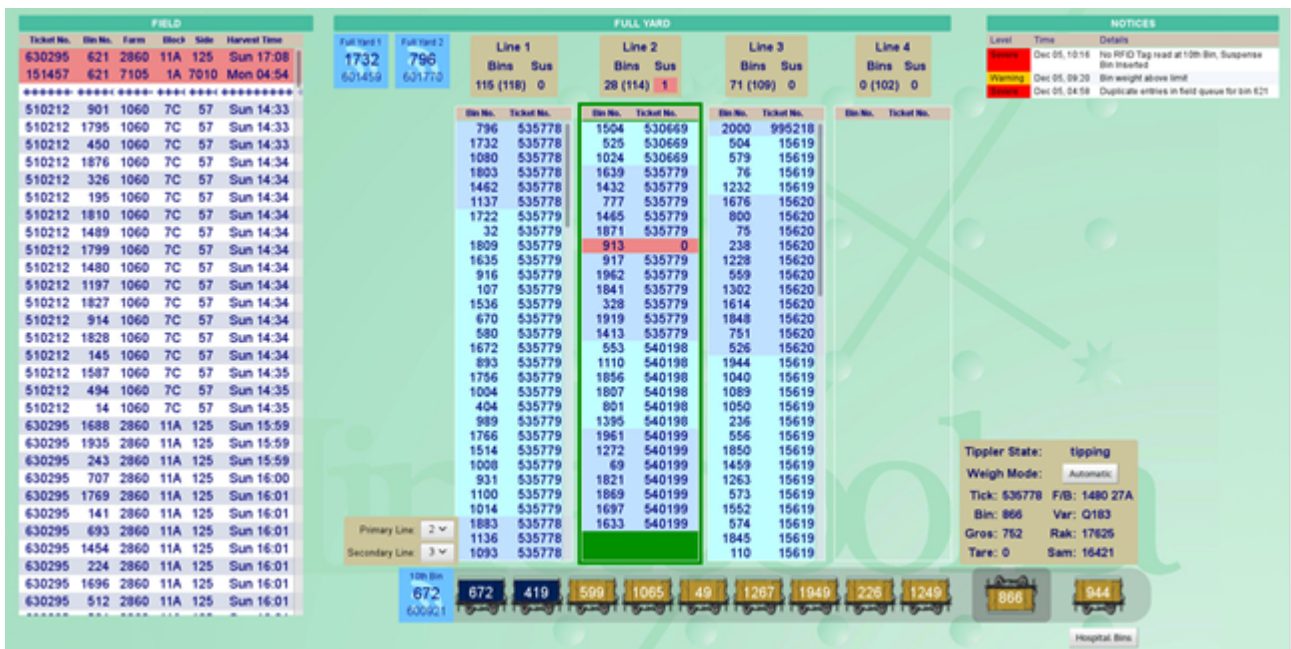 FIELD
Ticket No. Bin No. Farm Block Side Harvest Time
630295 621 2860 11A 125 Sun 17:08
151457 621 7105 1A 7010 Mon 04:54
510212 901 1060 7C 57 Sun 14:33
510212 1795 1060 7C 57 Sun 14:33
510212 450 1060 7C 57 Sun 14:33
510212 1876 1060 7C 57 Sun 14:34
510212 326 1060 7C 57 Sun 14:34
510212 195 1060 7C 57 Sun 14:34
510212 1810 1060 7C 57 Sun 14:34
510212 1489 1060 7C 57 Sun 14:34
510212 1799 1060 7C 57 Sun 14:34
510212 1480 1060 7C 57 Sun 14:34
510212 1197 1060 7C 57 Sun 14:34
510212 1827 1060 7C 57 Sun 14:34
510212 914 1060 7C 57 Sun 14:34
510212 1828 1060 7C 57 Sun 14:34
510212 145 1060 7C 57 Sun 14:34
510212 1587 1060 7C 57 Sun 14:35
510212 494 1060 7C 57 Sun 14:35
510212 14 1060 7C 57 Sun 14:35
630295 1688 2860 11A 125 Sun 15:59
630295 1935 2860 11A 125 Sun 15:59
630295 243 2860 11A 125 Sun 15:59
630295 707 2860 11A 125 Sun 16:00
630295 1769 2860 11A 125 Sun 16:01
630295 141 2860 11A 125 Sun 16:01
630295 693 2860 11A 125 Sun 16:01
630295 1454 2860 11A 125 Sun 16:01
630295 224 2860 11A 125 Sun 16:01
630295 1696 2860 11A 125 Sun 16:01
630295 512 2860 11A 125 Sun 16:01
FULL YARD
Full Yard 1
1732
601459
Full Yard 2
796
601770
Line 1
Bins Sus
115 (118) 0
Line 2
Bins Sus
28 (114) 1
Line 3
Bins Sus
71 (109) 0
Line 4
Bins Sus
0 (102) 0
Bin No. Ticket No.
796 535778
1732 535778
1080 535778
1803 535778
1462 535778
1137 535778
1722 535779
32 535779
1809 535779
1635 535779
916 535779
107 535779
1536 535779
670 535779
580 535779
1672 535779
893 535779
1756 535779
1004 535779
404 535779
989 535779
1766 535779
1514 535779
1008 535779
931 535779
1100 535779
1014 535779
1883 535778
1136 535778
1093 535778
Bin No. Ticket No.
1504 530669
525 530669
1024 530669
1639 535779
1432 535779
777 535779
1465 535779
1871 535779
913 0
917 535779
1962 535779
1841 535779
328 535779
1919 535779
1413 535779
553 540198
1110 540198
1856 540198
1807 540198
801 540198
1395 540198
1961 540199
1272 540199
69 540199
1821 540199
1869 540199
1697 540199
1633 540199
Bin No. Ticket No.
2000 995218
504 15619
579 15619
76 15619
1232 15619
1676 15620
800 15620
75 15620
238 15620
1228 15620
559 15620
1302 15620
1614 15620
1848 15620
751 15620
526 15620
1944 15619
1040 15619
1089 15619
1050 15619
236 15619
556 15619
1850 15619
1459 15619
1263 15619
573 15619
1552 15619
574 15619
1845 15619
110 15619
Bin No. Ticket No.
Primary Line: 2
Secondary Line: 3
10th Bin
672
600921
672 419 599 1065 49 1267 1949 226 1249 866 944
NOTICES
Level Time Details
Severe Dec 05, 10:16 No RFID Tag read at 10th Bin, Suspense
Bin Inserted
Warning Dec 05, 09:20 Bin weight above limit
Severe Dec 05, 04:58 Duplicate entries in field queue for bin 621
Tippler State: tipping
Weigh Mode: Automatic
Tick: 535778 F/B: 1480 27A
Bin: 866 Var: Q183
Gros: 752 Rak: 17625
Tare: 0 Sam: 16421
Hospital Bins